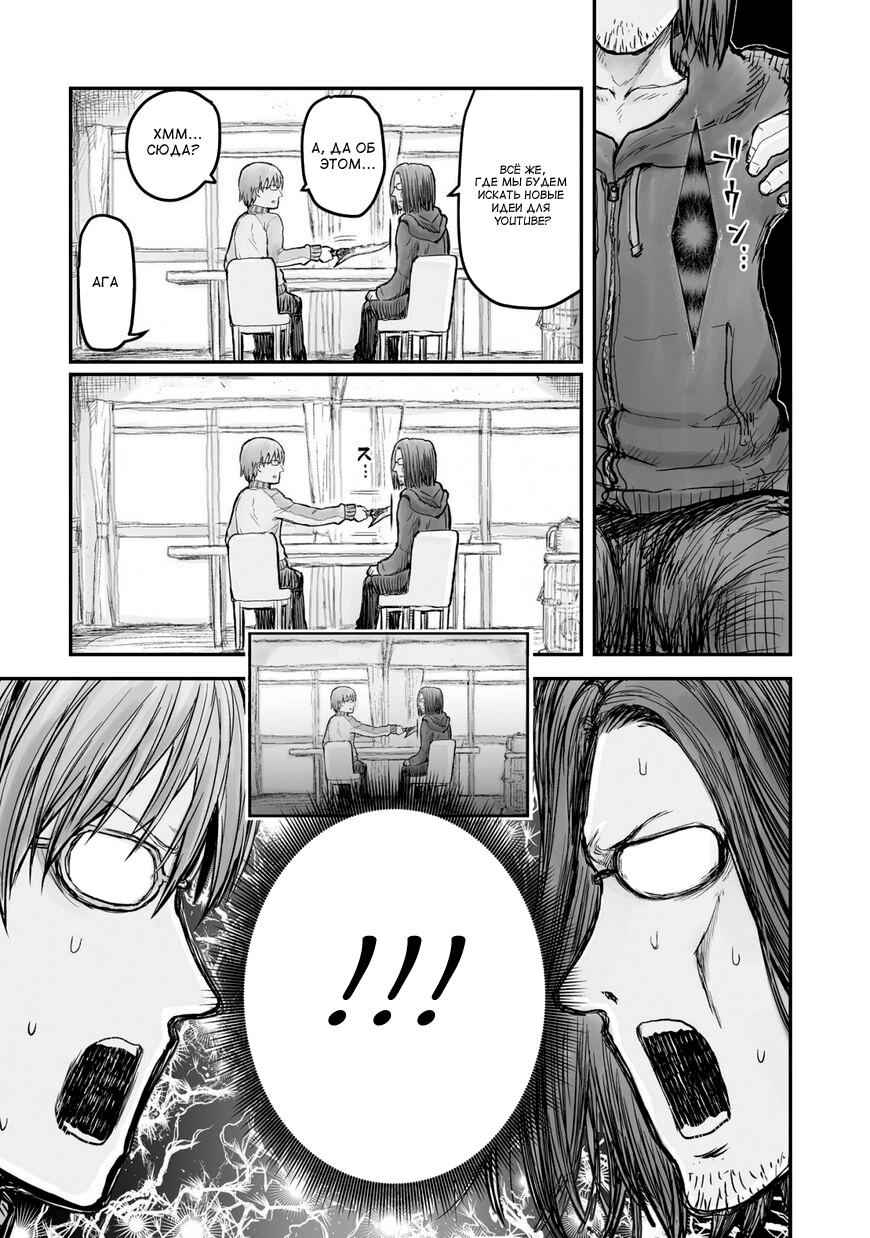 ブウン…
ВСЁ ЖЕ,
ГДЕ МЫ БУДЕМ
ИСКАТЬ НОВЫЕ
ИДЕИ ДЛЯ
YOUTUBE?
А, ДА ОБ
ЭТОМ...
ХММ...
СЮДА?
АГА
ス…
!!!